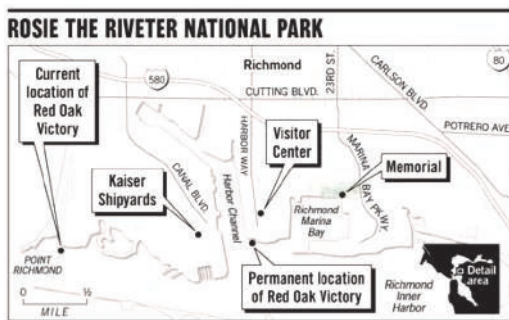 ROSIE THE RIVETER NATIONAL PARK
Current
location of
Red Oak
Victory
580
Richmond
CUTTING BLVD.
23RD ST.
CARLSON BLVD.
80
POTRERO AVE
HARBOR WAY
Visitor
Center
MARINA
BAY PKWY.
Memorial
Kaiser
Shipyards
CANAL BLVD.
Harbor Channel
Richmond
Marina
Bay
POINT
RICHMOND
Permanent location
of Red Oak Victory
Richmond
Inner
Harbor
Detail
area
0 ½
MILE